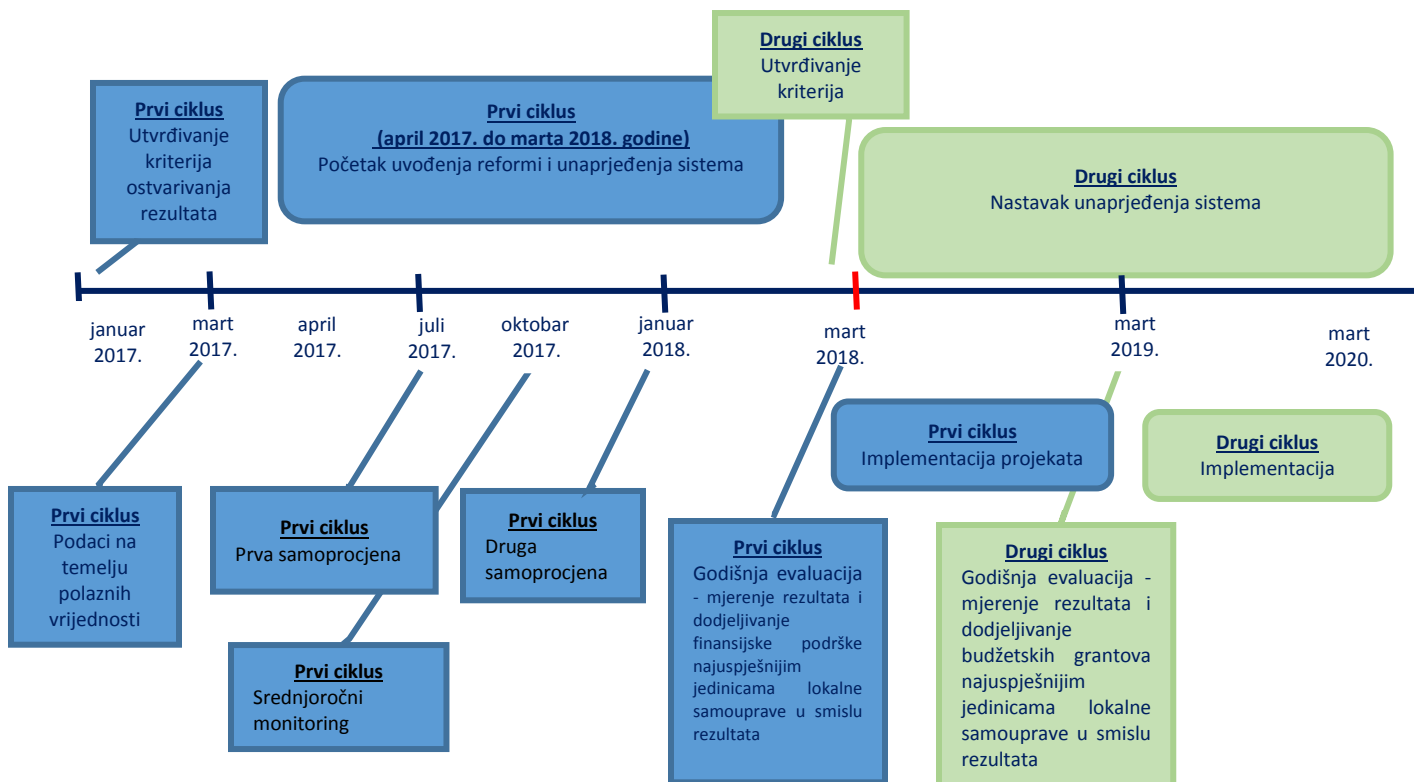 Prvi ciklus
Utvrđivanje
kriterija
ostvarivanja
rezultata
Prvi ciklus
(april 2017. do marta 2018. godine)
Početak uvođenja reformi i unaprjeđenja sistema
Drugi ciklus
Utvrđivanje
kriterija
Drugi ciklus
Nastavak unaprjeđenja sistema
januar
2017.
mart
2017.
april
2017.
juli
2017.
oktobar
2017.
januar
2018.
mart
2018.
mart
2019.
mart
2020.
Prvi ciklus
Podaci na
temelju
polaznih
vrijednosti
Prvi ciklus
Prva samoprocjena
Prvi ciklus
Srednjoročni
monitoring
Prvi ciklus
Druga
samoprocjena
Prvi ciklus
Godišnja evaluacija
- mjerenje rezultata i
dodjeljivanje
finansijske podrške
najuspješnijim
jedinicama lokalne
samouprave u smislu
rezultata
Prvi ciklus
Implementacija projekata
Drugi ciklus
Implementacija
Drugi ciklus
Godišnja evaluacija -
mjerenje rezultata i
dodjeljivanje
budžetskih grantova
najuspješnijim
jedinicama lokalne
samouprave u smislu
rezultata